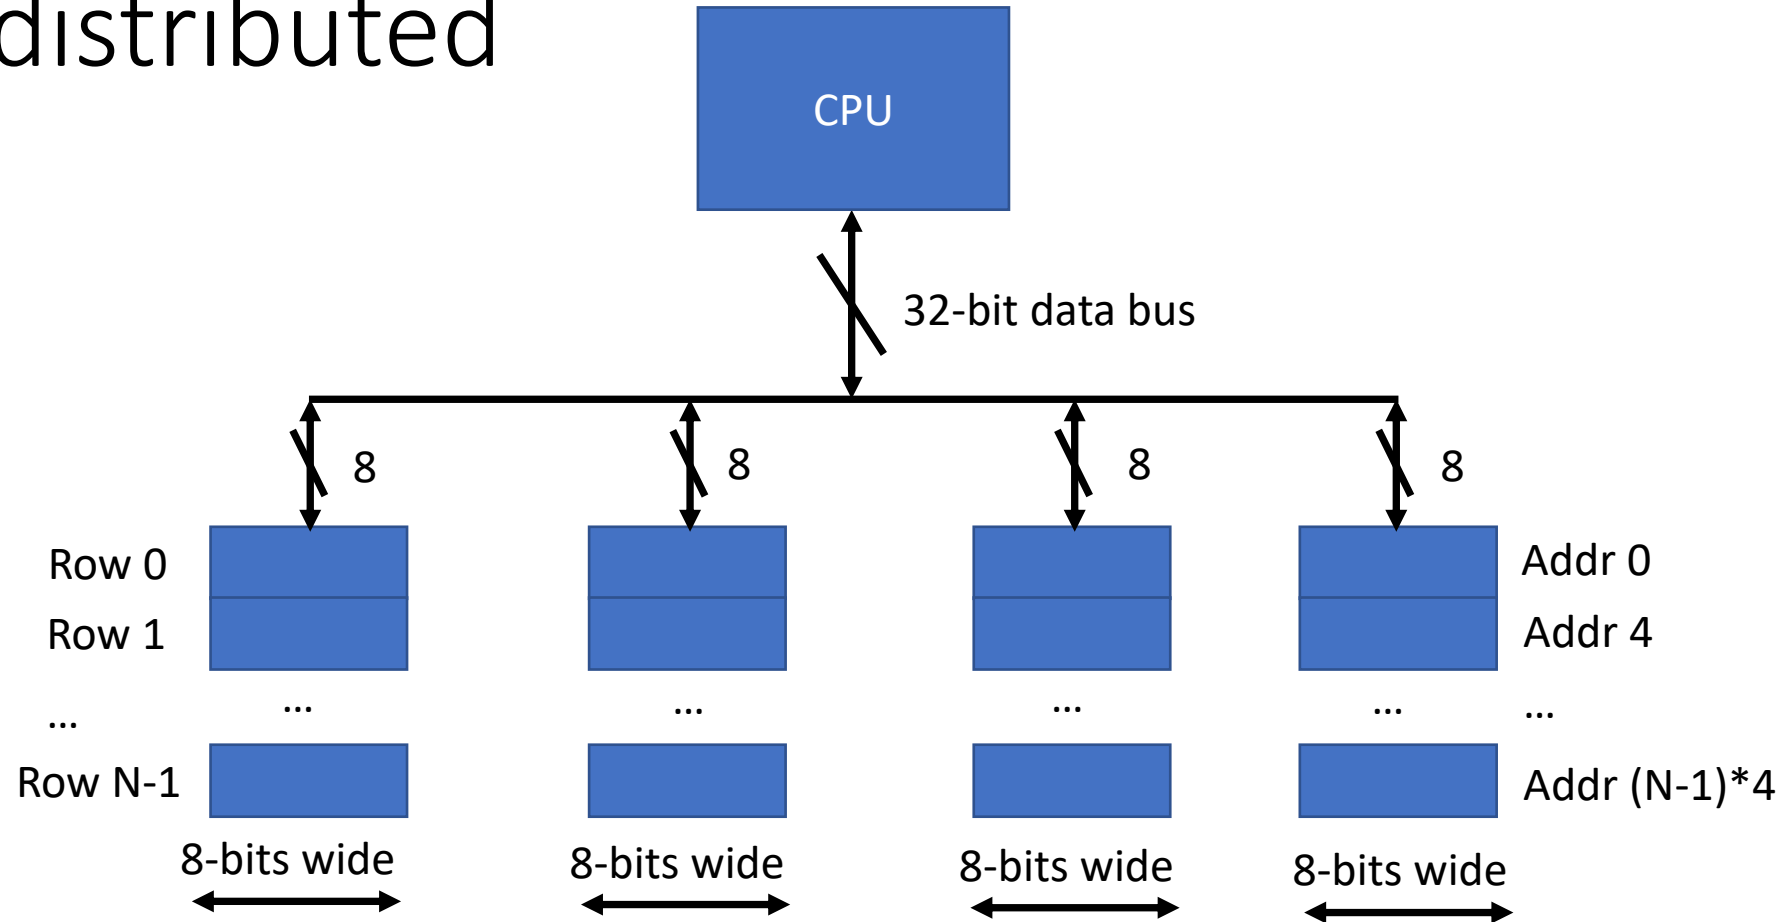 distributed
CPU
32-bit data bus
8 8 8 8
Row 0 Addr 0
Row 1 Addr 4
... ... ... ... ... ...
Row N-1 Addr (N-1)*4
8-bits wide 8-bits wide 8-bits wide 8-bits wide